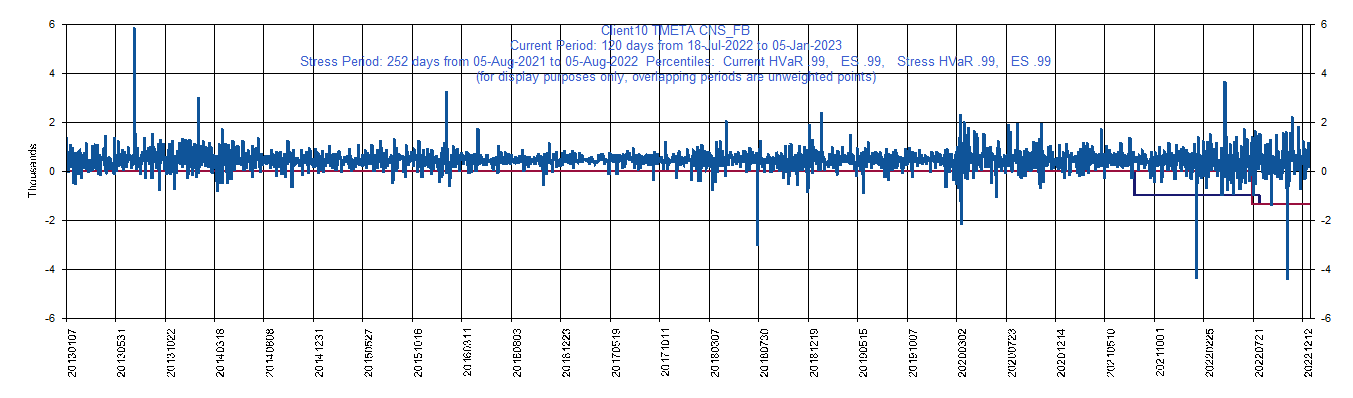 Client10 TMETA CNS_FB
Current Period: 120 days from 18-Jul-2022 to 05-Jan-2023
Stress Period: 252 days from 05-Aug-2021 to 05-Aug-2022 Percentiles: Current HVaR .99, ES .99, Stress HVaR .99, ES .99
(for display purposes only, overlapping periods are unweighted points)
Thousands
6 6
4 4
2 2
0 0
-2 -2
-4 -4
-6 -6
20130107 20130531 20131022 20140318 20140808 20141231 20150527 20151016 20160311 20160803 20161223 20170519 20171011 20180307 20180730 20181219 20190515 20191007 20200302 20200723 20201214 20210510 20211001 20220225 20220721 20221212